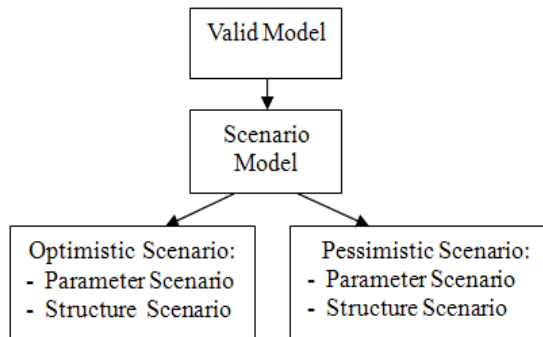 Valid Model
Scenario
Model
Optimistic Scenario:
- Parameter Scenario
- Structure Scenario
Pessimistic Scenario:
- Parameter Scenario
- Structure Scenario